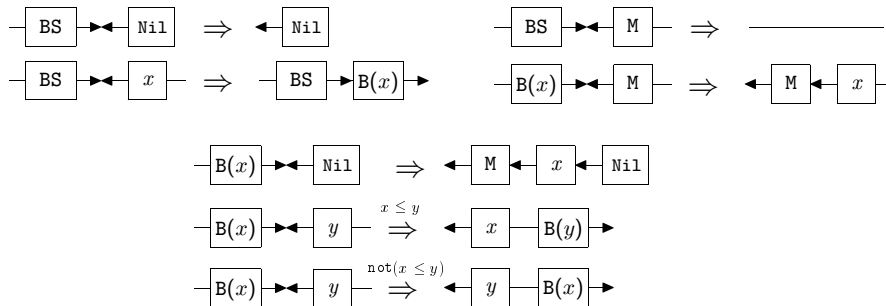 BS Nil ⇒ Nil
BS M ⇒
BS x ⇒ BS B(x)
B(x) M ⇒ M x
B(x) Nil ⇒ M x Nil
x ≤ y
B(x) y ⇒ x B(y)
not(x ≤ y)
B(x) y ⇒ y B(x)